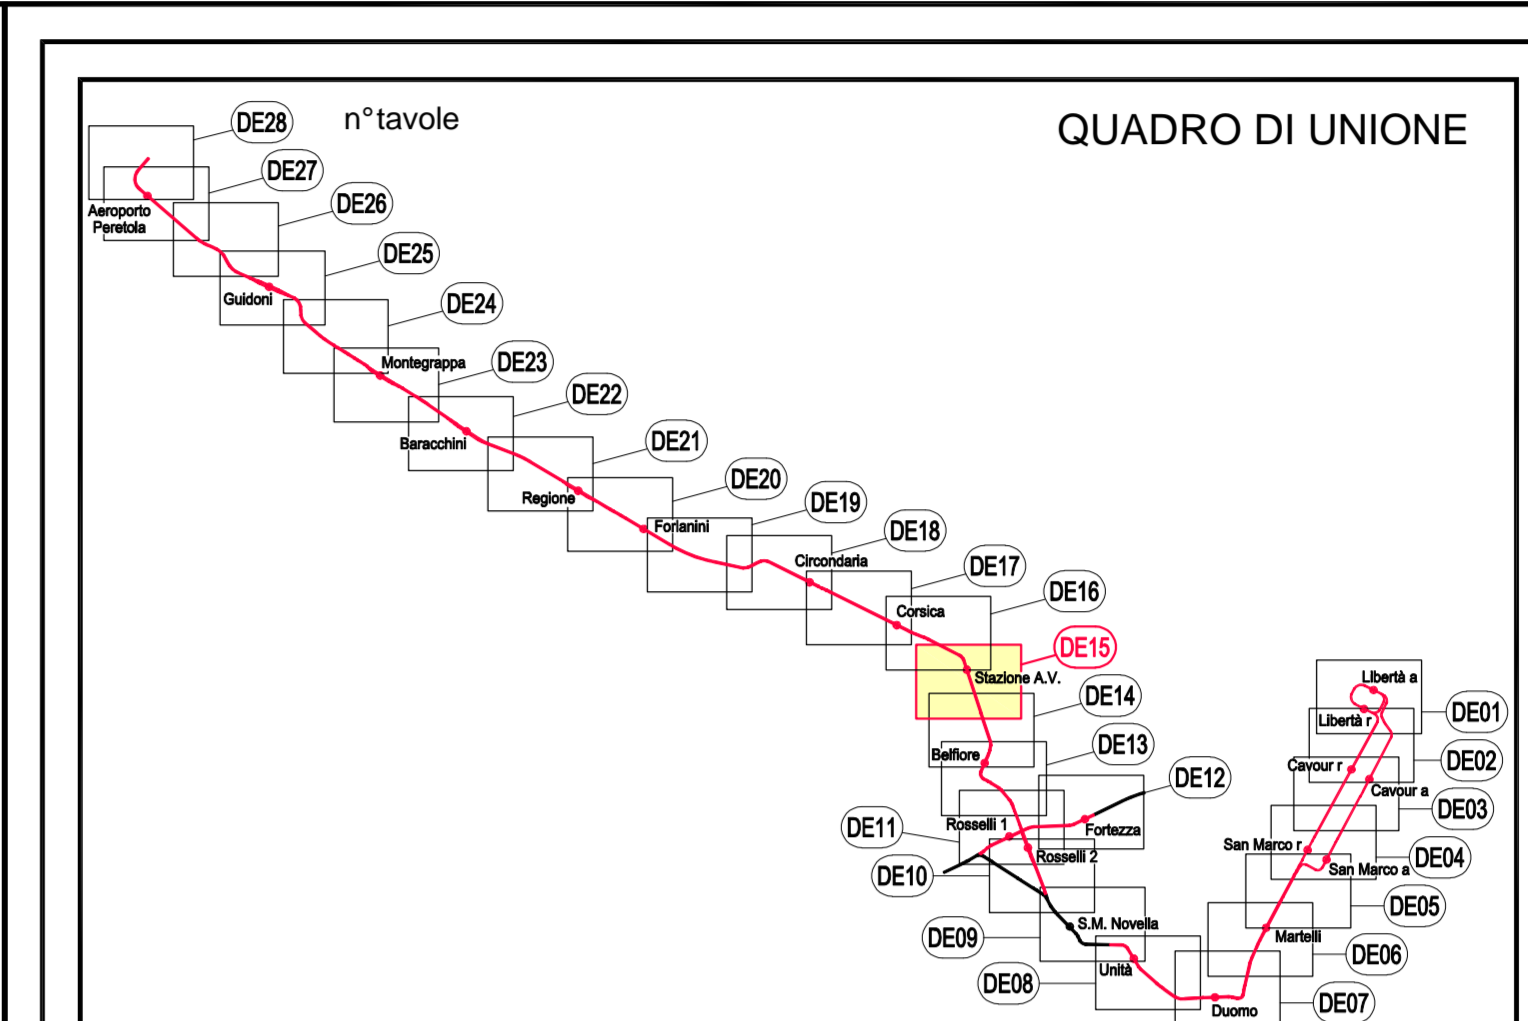 n° tavole
QUADRO DI UNIONE
DE28
DE27
DE26
Aeroporto
Peretola
DE25
Guidoni
DE24
Montegrappa
DE23
DE22
Baracchini
DE21
Regione
DE20
Forlanini
DE19
DE18
Circondaria
DE17
Corsica
DE16
DE15
Stazione A.V.
DE14
Libertà a
Libertà r
DE01
Belfiore
DE13
DE02
Cavour r
Cavour a
DE12
DE03
DE11
Rosselli 1
Fortezza
San Marco r
Rosselli 2
San Marco a
DE04
DE10
DE05
S.M. Novella
DE09
Martelli
DE06
Unità
DE08
DE07
Duomo